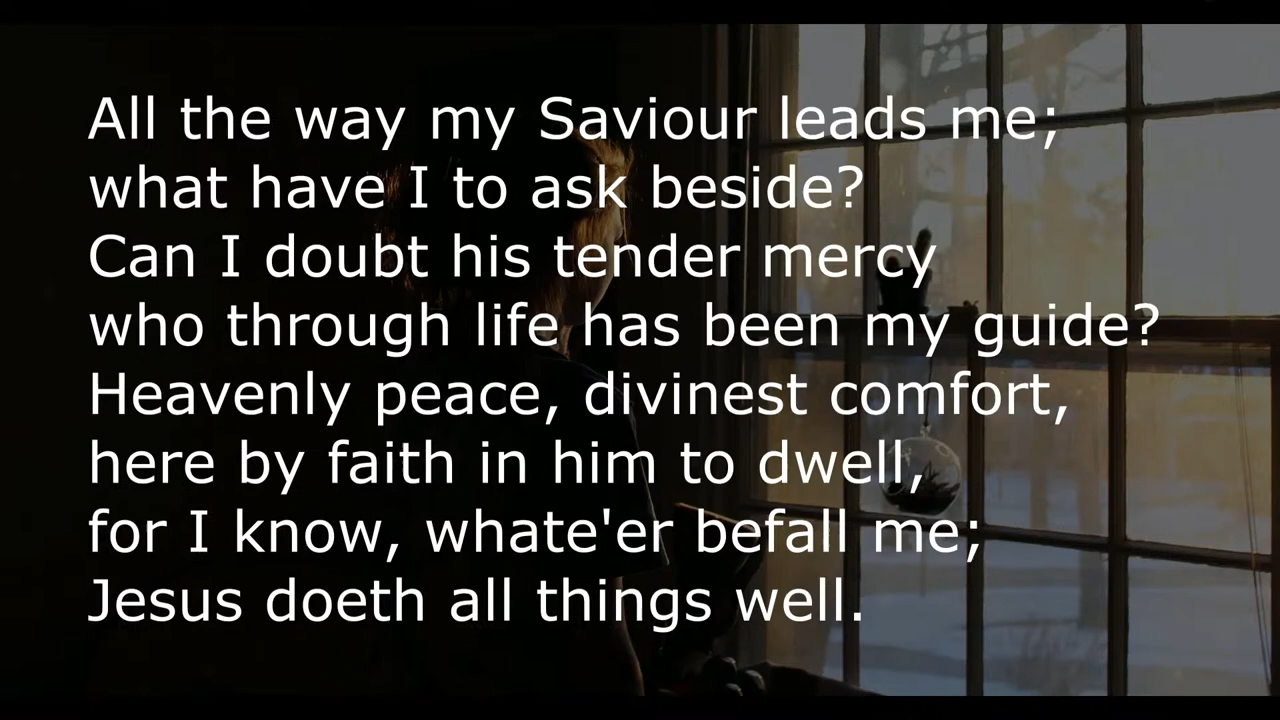 All the way my Saviour leads me;
what have I to ask beside?
Can I doubt his tender mercy
who through life has been my guide?
Heavenly peace, divinest comfort,
here by faith in him to dwell,
for I know, whate'er befall me;
Jesus doeth all things well.